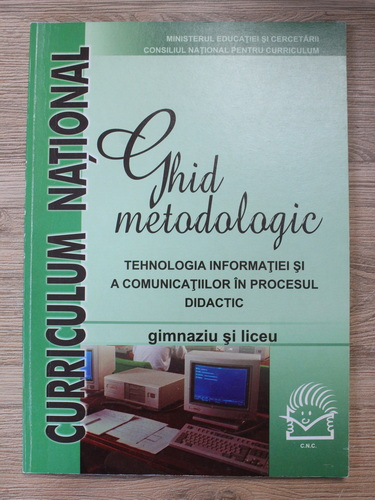 MINISTERUL EDUCAȚIEI ȘI CERCETĂRII
CONSILIUL NAȚIONAL PENTRU CURRICULUM
CURRICULUM NAȚIONAL
Ghid
metodologic
TEHNOLOGIA INFORMAȚIEI ȘI
A COMUNICAȚIILOR ÎN PROCESUL
DIDACTIC
gimnaziu și liceu
C.N.C.